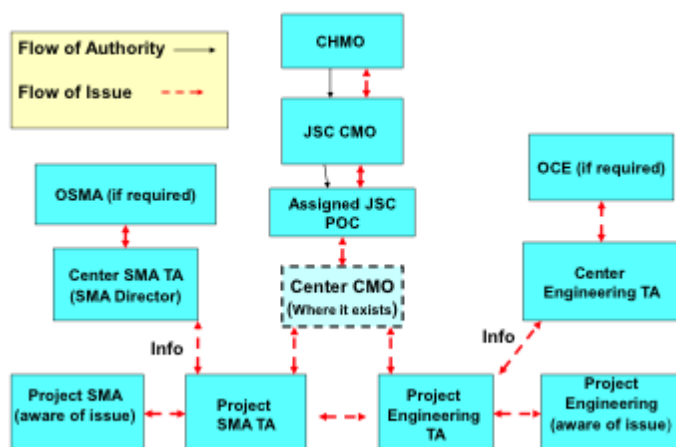 Flow of Authority
Flow of Issue
CHMO
JSC CMO
Assigned JSC
POC
Center CMO
(Where it exists)
OSMA (if required)
Center SMA TA
(SMA Director)
OCE (if required)
Center
Engineering TA
Info
Info
Project SMA
(aware of issue)
Project
SMA TA
Project
Engineering
TA
Project
Engineering
(aware of issue)